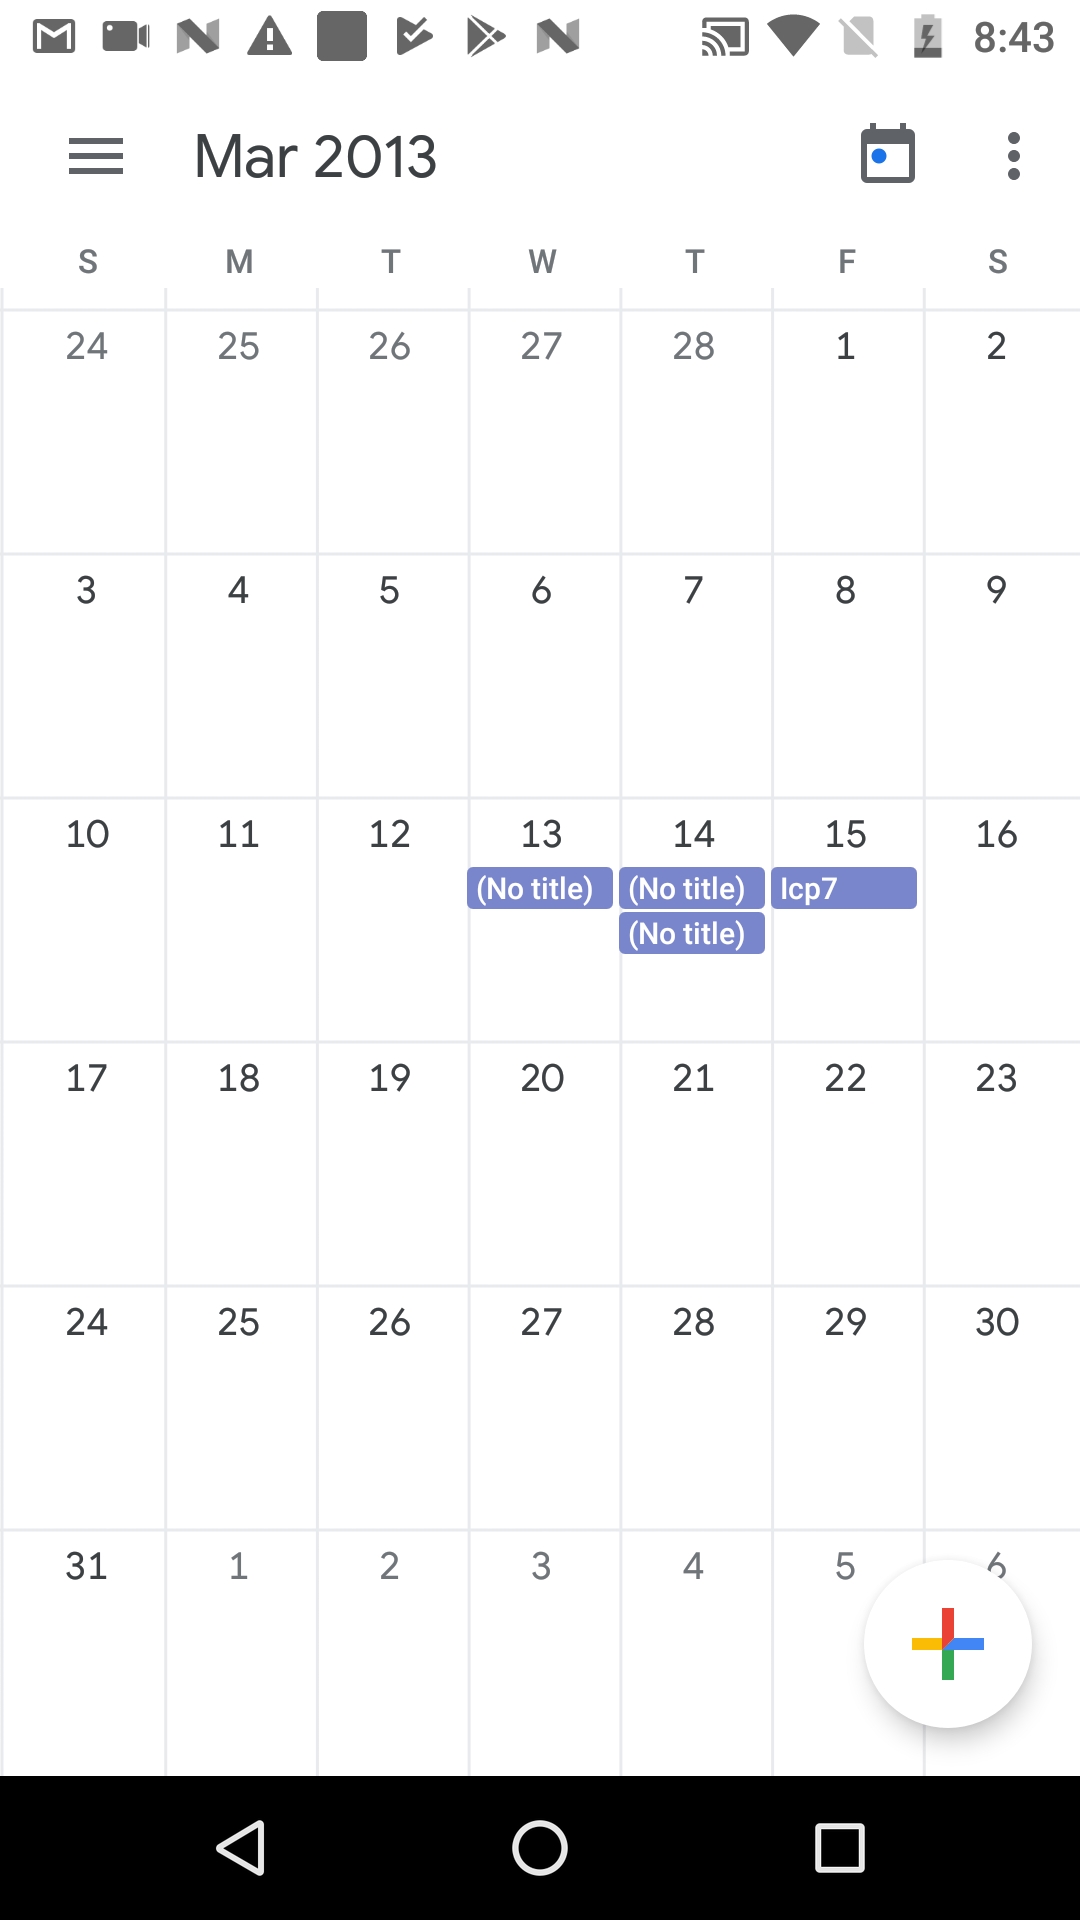 8:43
Mar 2013
S M T W T F S
24 25 26 27 28 1 2
3 4 5 6 7 8 9
10 11 12 13 14 15 16
(No title) (No title) Icp7
(No title)
17 18 19 20 21 22 23
24 25 26 27 28 29 30
31 1 2 3 4 5 6